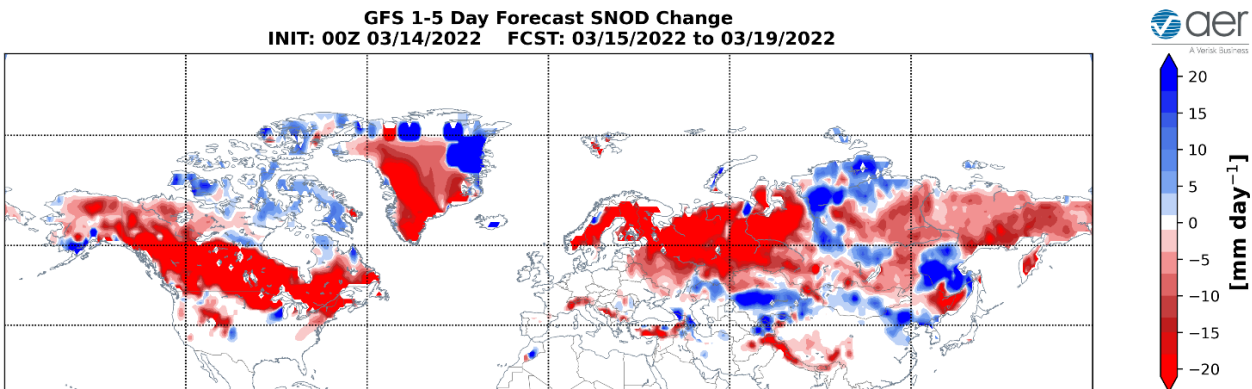 GFS 1-5 Day Forecast SNOD Change
INIT: 00Z 03/14/2022 FCST: 03/15/2022 to 03/19/2022
aer
A Verisk Business
20
15
10
5
0
−5
−10
−15
−20
[mm day⁻¹]